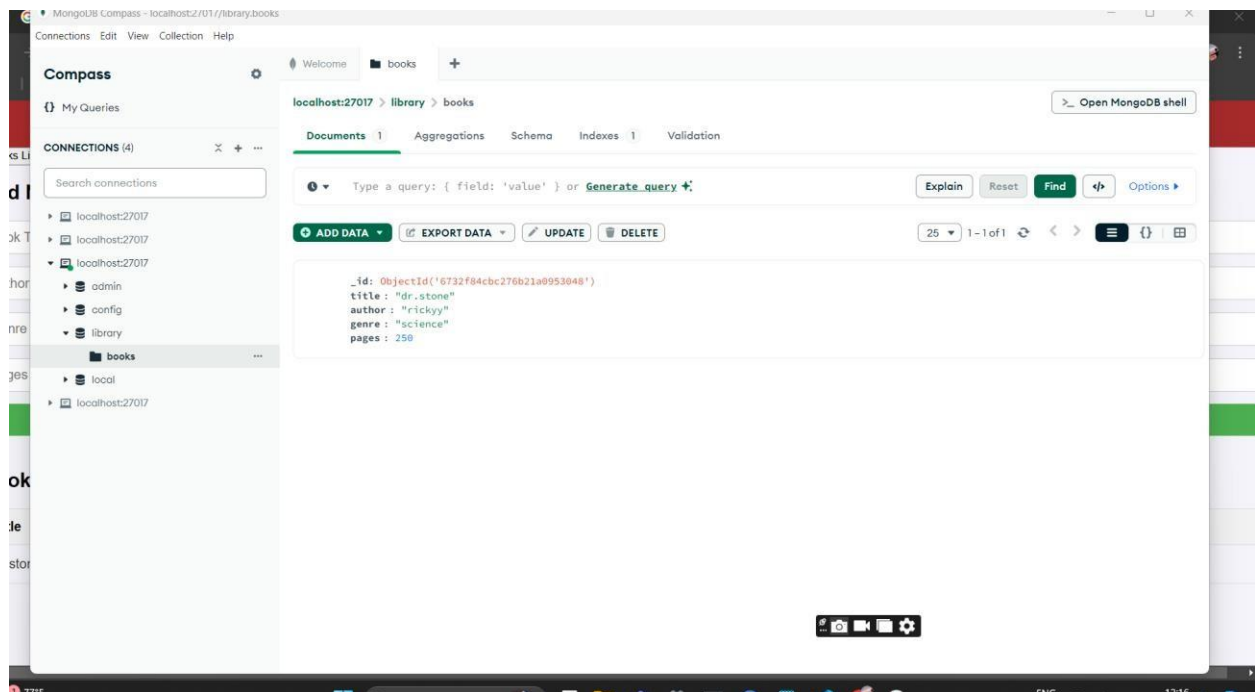 MongoDB Compass - localhost:27017/library.books
Connections Edit View Collection Help
Compass
{} My Queries
CONNECTIONS (4)
Search connections
localhost:27017
localhost:27017
localhost:27017
admin
config
library
books
local
localhost:27017
Welcome books
localhost:27017 > library > books
>_ Open MongoDB shell
Documents 1 Aggregations Schema Indexes 1 Validation
Type a query: { field: 'value' } or Generate query
Explain Reset Find </> Options
ADD DATA EXPORT DATA UPDATE DELETE
25 1-1 of 1 {}
_id: ObjectId('6732f84cbc276b21a0953048')
title : "dr.stone"
author : "rickyy"
genre : "science"
pages : 250
77°F
ENG 12:16